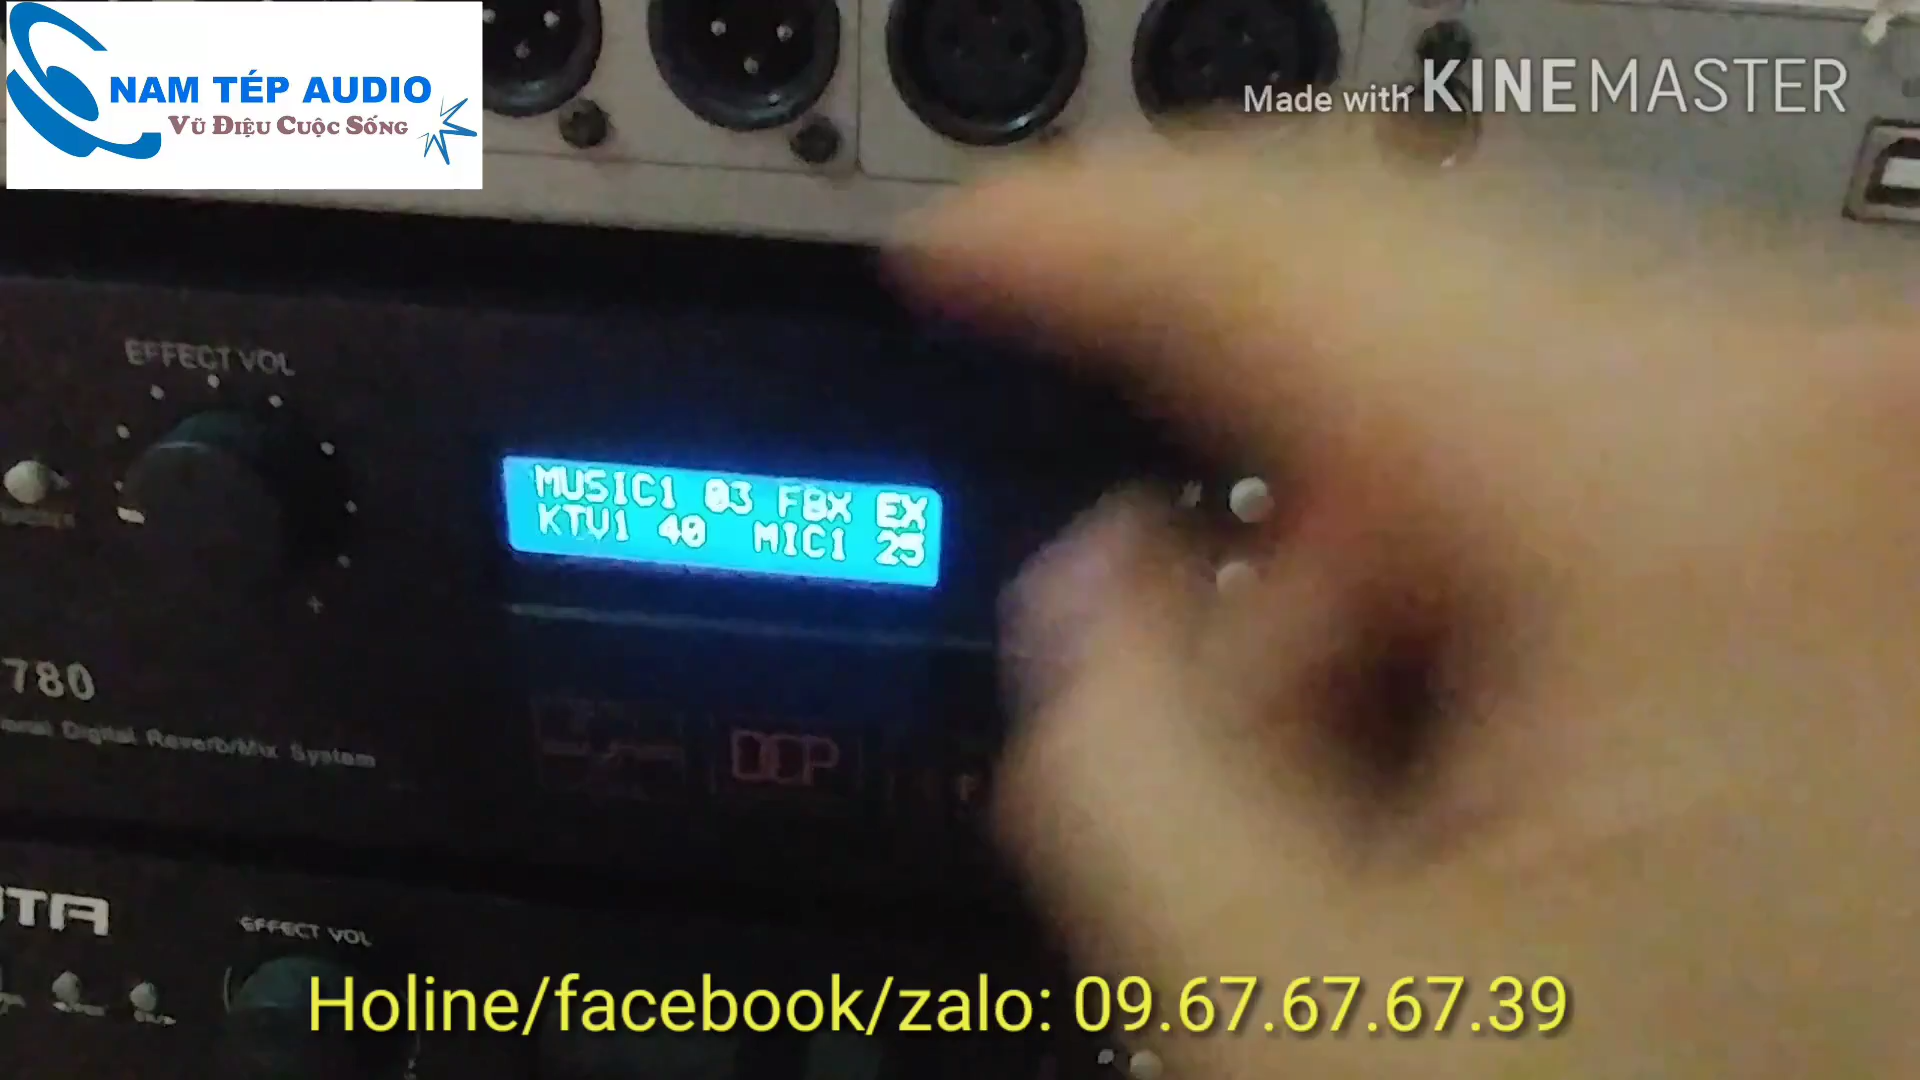 NAM TÉP AUDIO
Vũ Điệu Cuộc Sống
Made with KINEMASTER
EFFECT VOL
MUSIC1 03 FBX EX
KTV1 40 MIC1 25
780
Digital Reverb/Mix System
DCP
EFFECT VOL
Holine/facebook/zalo: 09.67.67.67.39